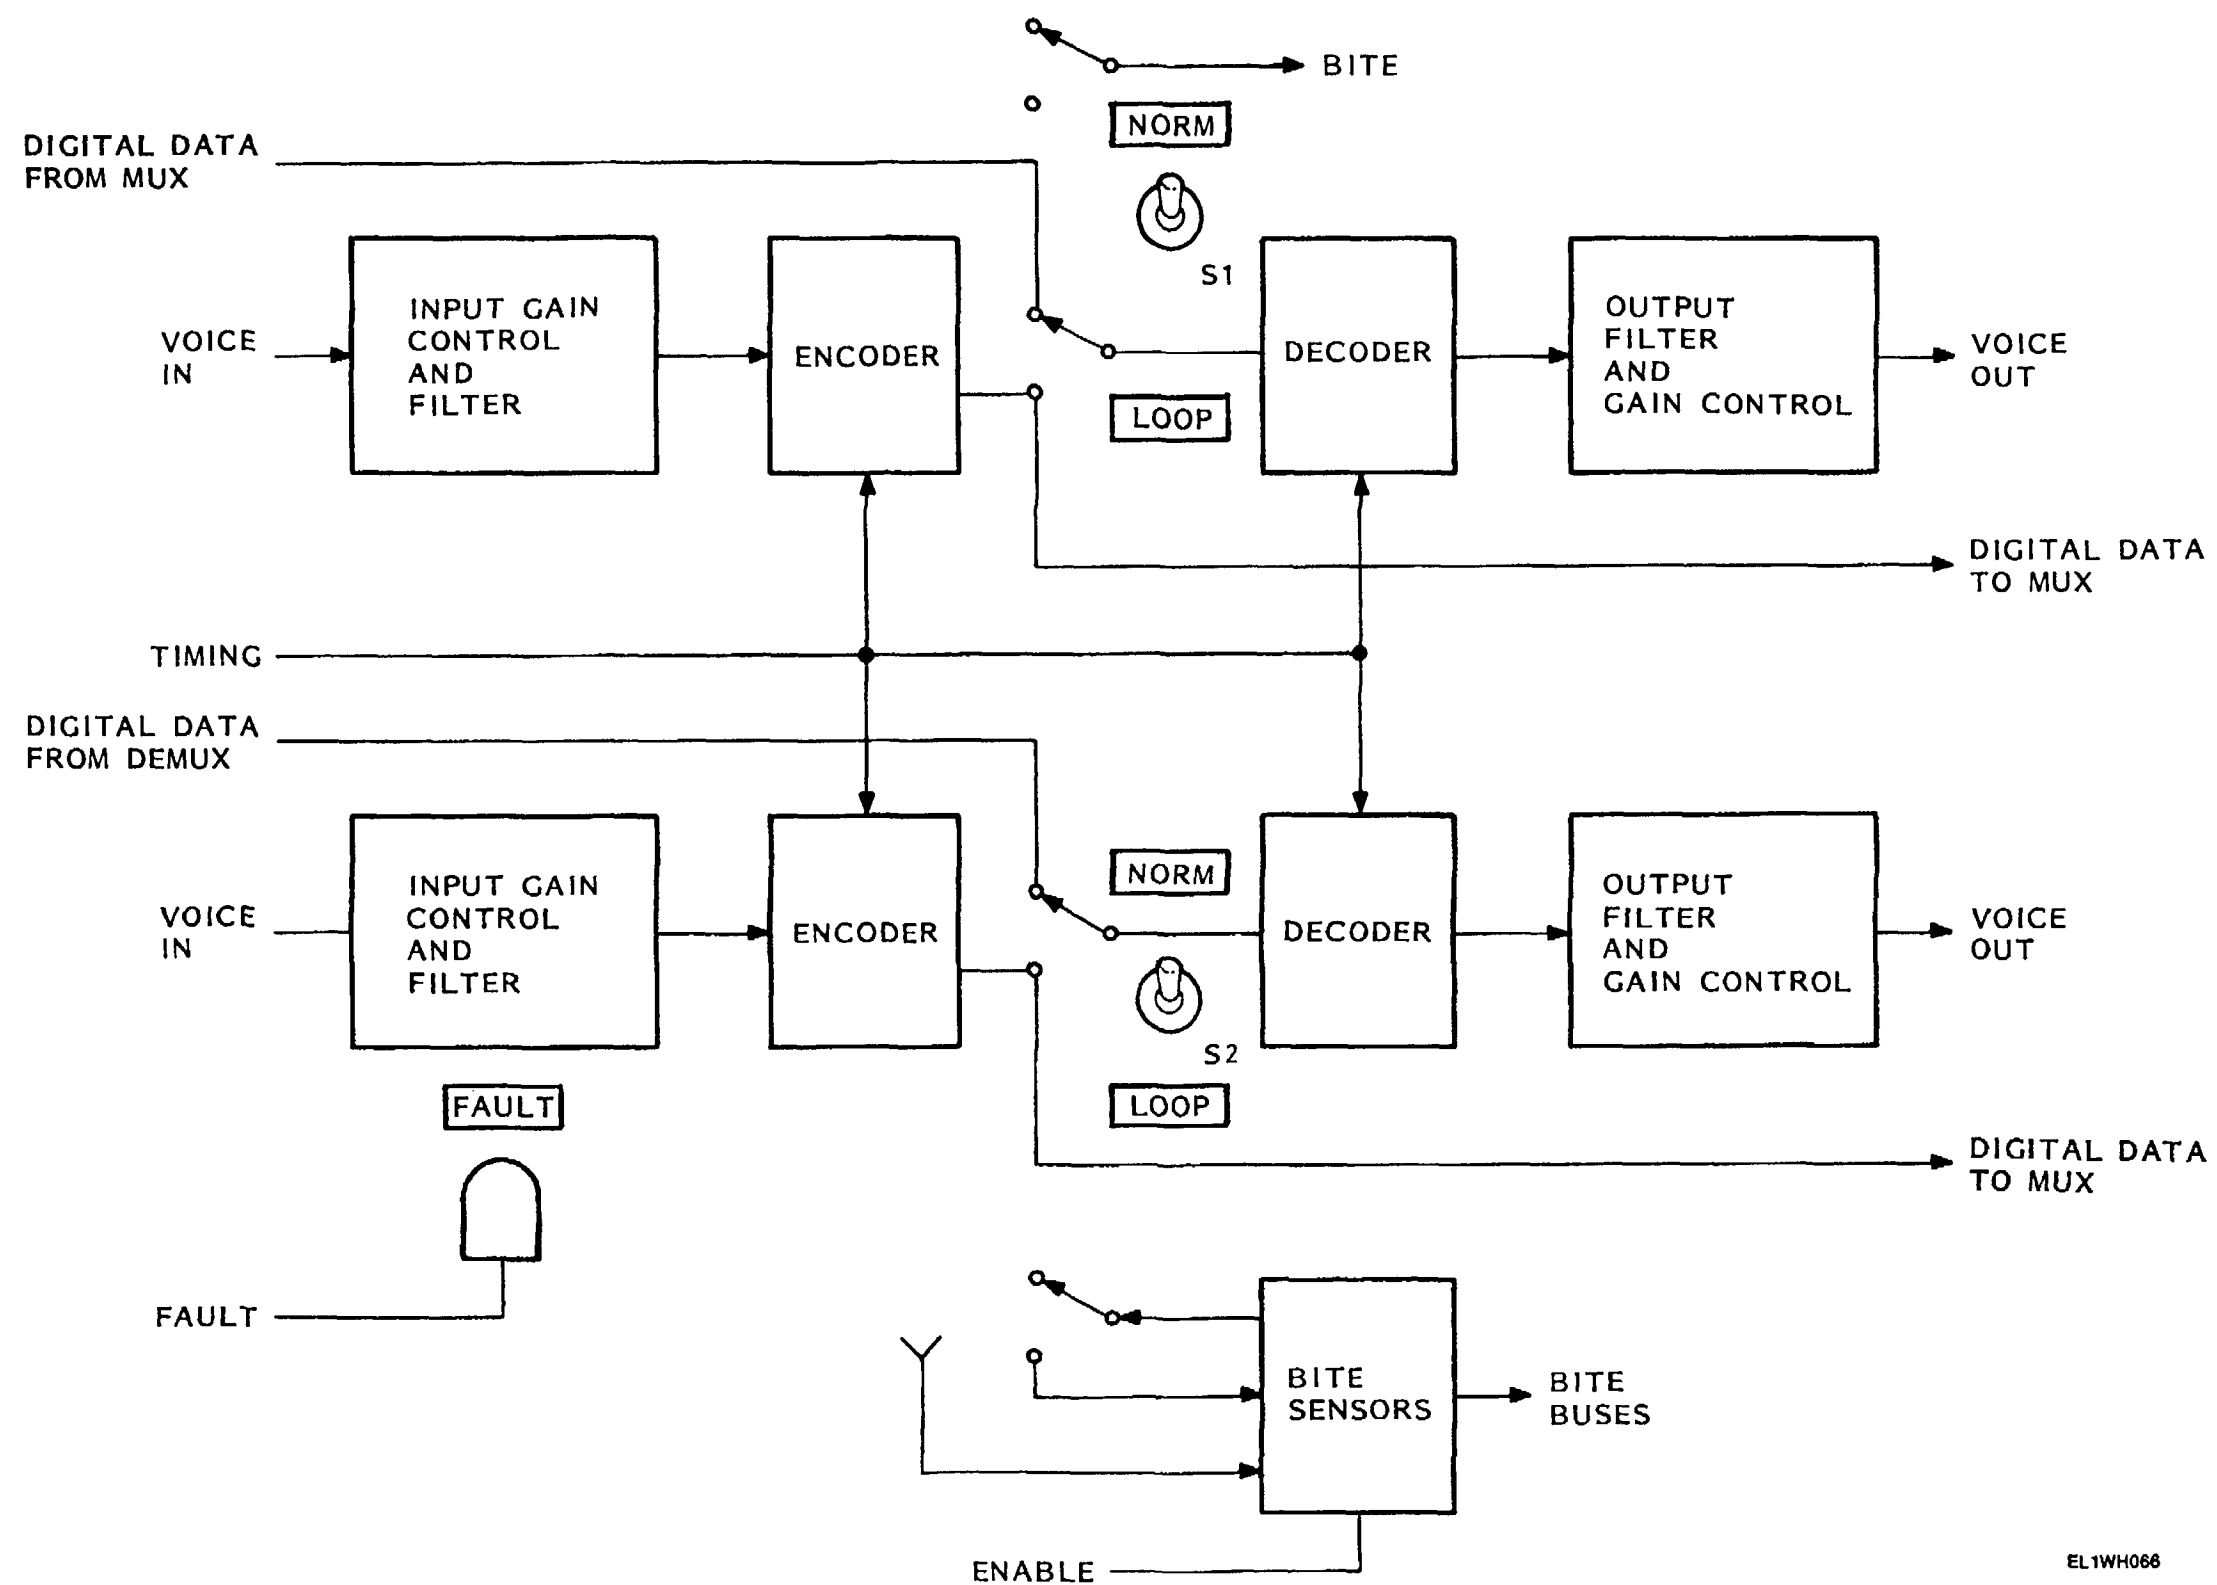 BITE
NORM
DIGITAL DATA
FROM MUX
S1
VOICE
IN
INPUT GAIN
CONTROL
AND
FILTER
ENCODER
LOOP
DECODER
OUTPUT
FILTER
AND
GAIN CONTROL
VOICE
OUT
DIGITAL DATA
TO MUX
TIMING
DIGITAL DATA
FROM DEMUX
VOICE
IN
INPUT GAIN
CONTROL
AND
FILTER
ENCODER
NORM
S2
LOOP
DECODER
OUTPUT
FILTER
AND
GAIN CONTROL
VOICE
OUT
DIGITAL DATA
TO MUX
FAULT
FAULT
BITE
SENSORS
BITE
BUSES
ENABLE
EL1WH066